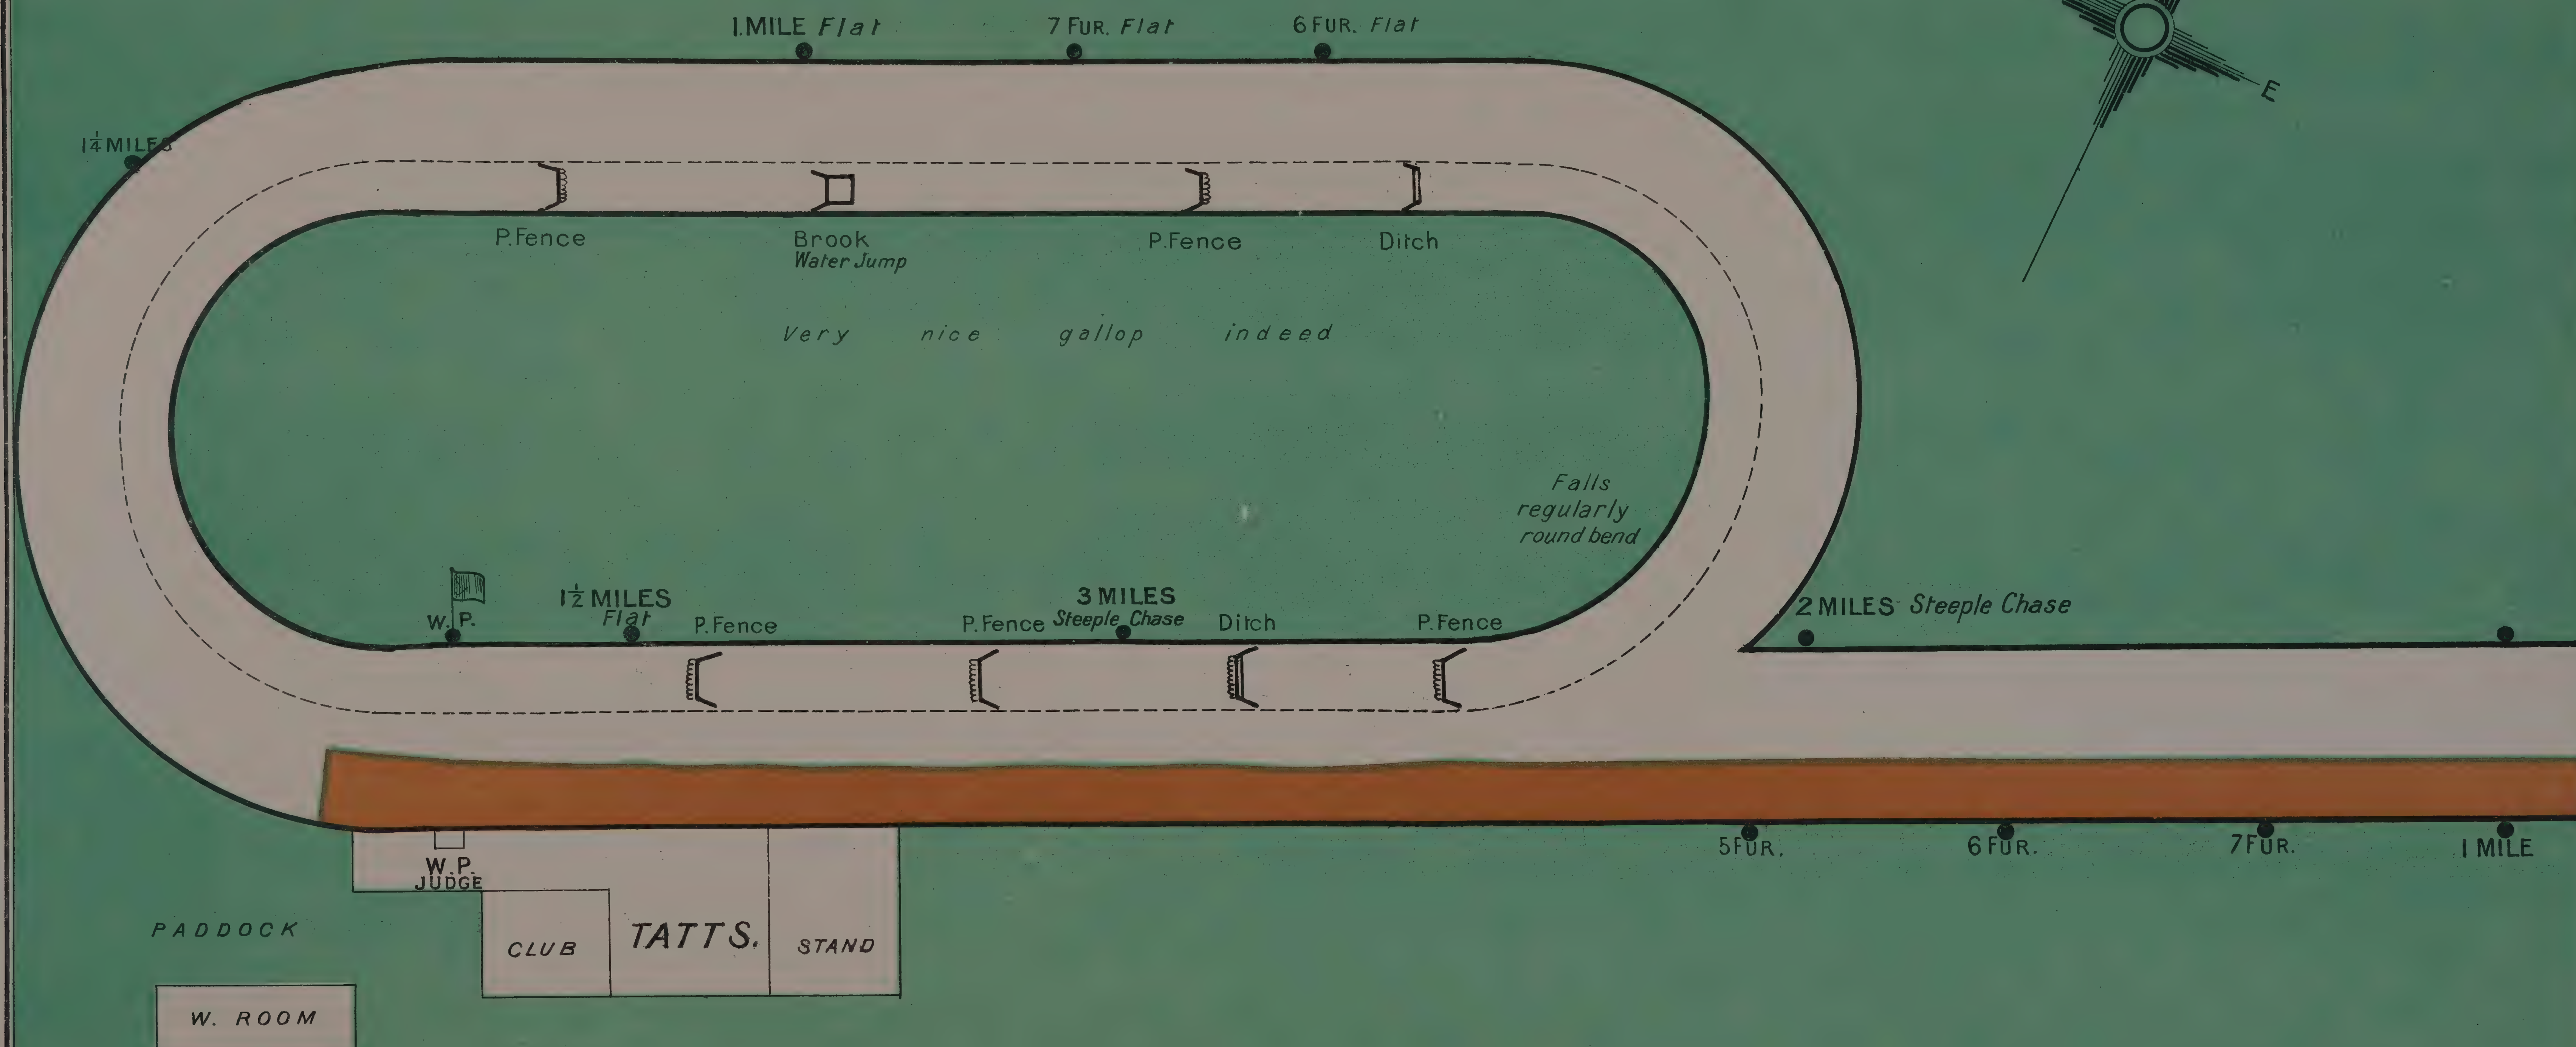 1.MILE Flat
7 FUR. Flat
6 FUR. Flat
E
1¼ MILES
P.Fence
Brook
Water Jump
P.Fence
Ditch
Very nice gallop indeed
Falls
regularly
round bend
W.P.
1½ MILES
Flat
P.Fence
P.Fence
3 MILES
Steeple Chase
Ditch
P.Fence
2 MILES Steeple Chase
5 FUR.
6 FUR.
7 FUR.
1 MILE
W.P.
JUDGE
PADDOCK
CLUB
TATTS.
STAND
W. ROOM